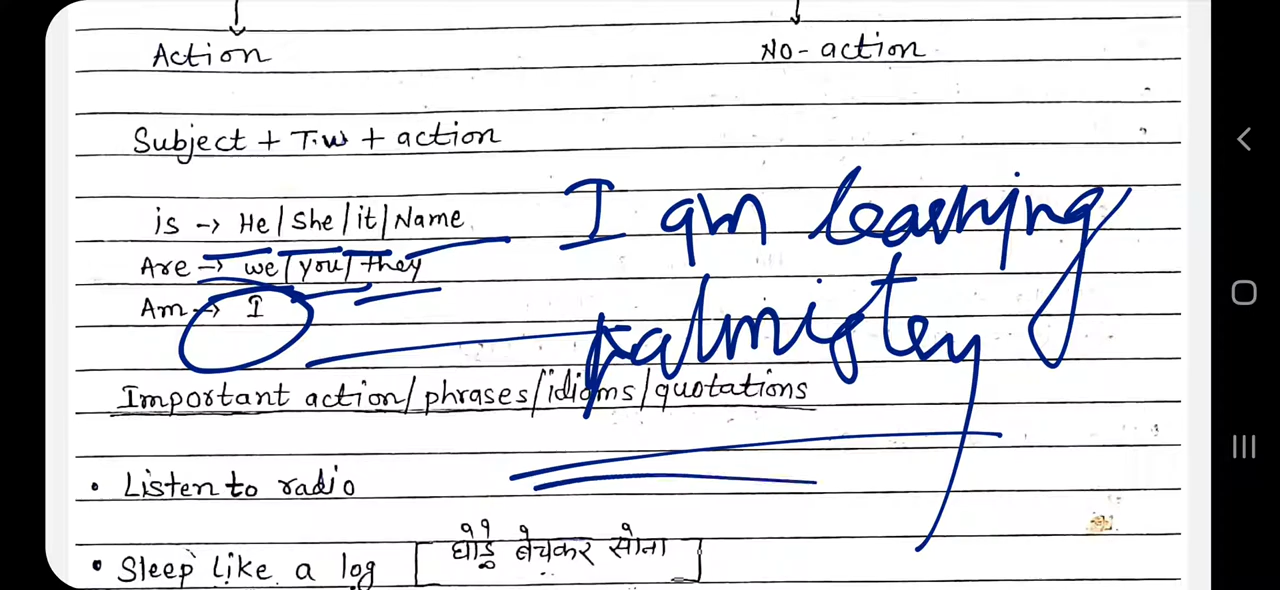 Action No-action
Subject + T.w + action
is → He/She/it/Name
Are → we/you/they
Am → I
I am learning
palmistry
Important action/phrases/idioms/quotations
• Listen to radio
• Sleep like a log [घोड़े बेचकर सोना]